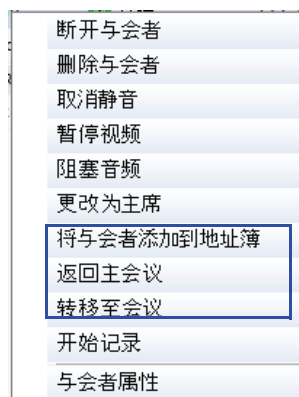 断开与会者
删除与会者
取消静音
暂停视频
阻塞音频
更改为主席
将与会者添加到地址簿
返回主会议
转移至会议
开始记录
与会者属性